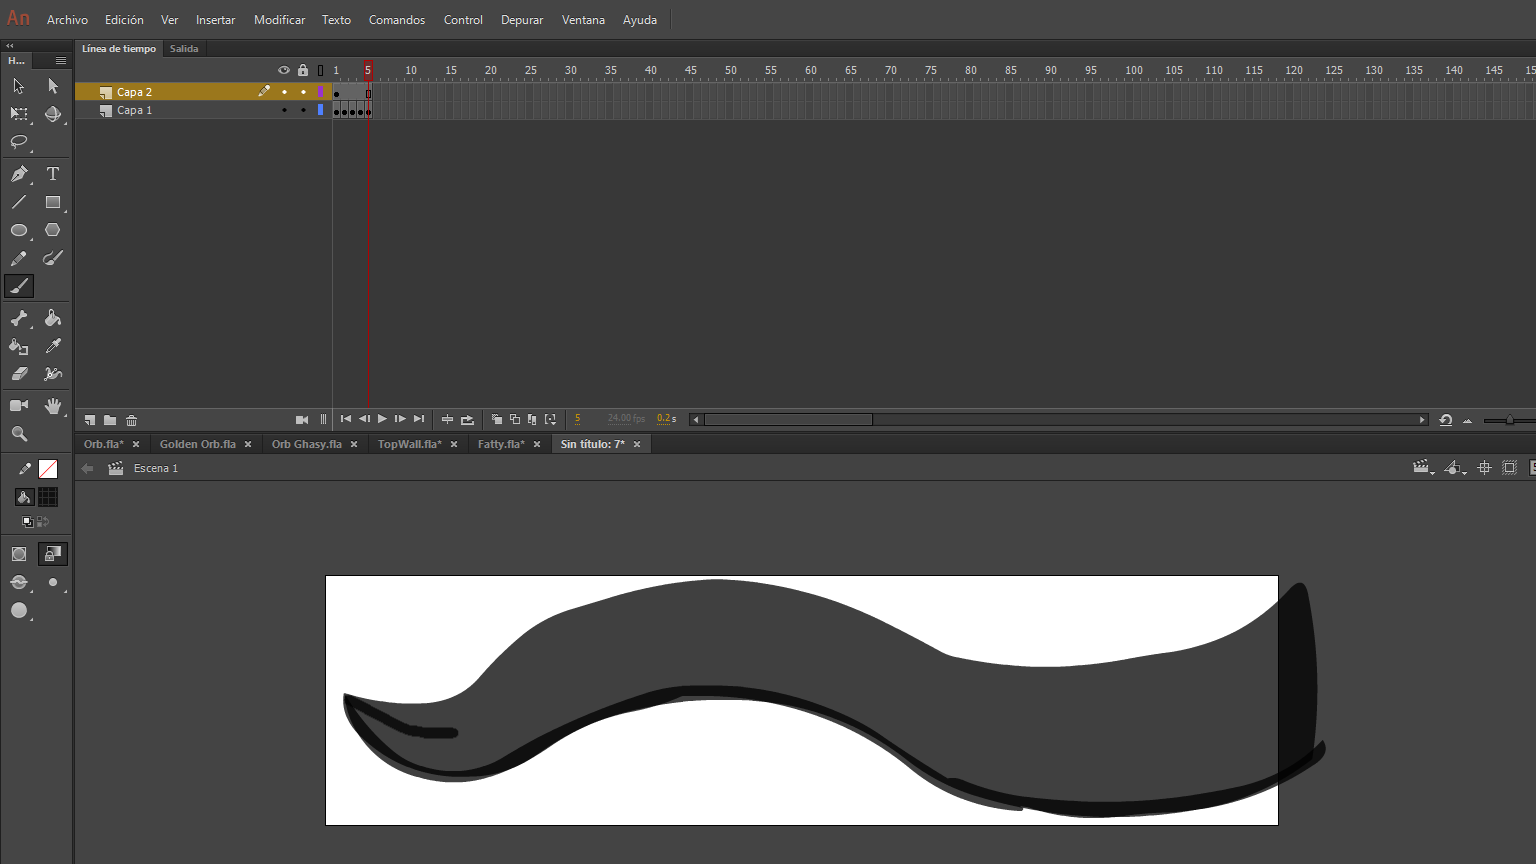 An Archivo Edición Ver Insertar Modificar Texto Comandos Control Depurar Ventana Ayuda
H... Línea de tiempo Salida
1 5 10 15 20 25 30 35 40 45 50 55 60 65 70 75 80 85 90 95 100 105 110 115 120 125 130 135 140 145
Capa 2
Capa 1
T
5 24.00 fps 0.2 s
Orb.fla* Golden Orb.fla Orb Ghasy.fla TopWall.fla* Fatty.fla* Sin título: 7*
Escena 1